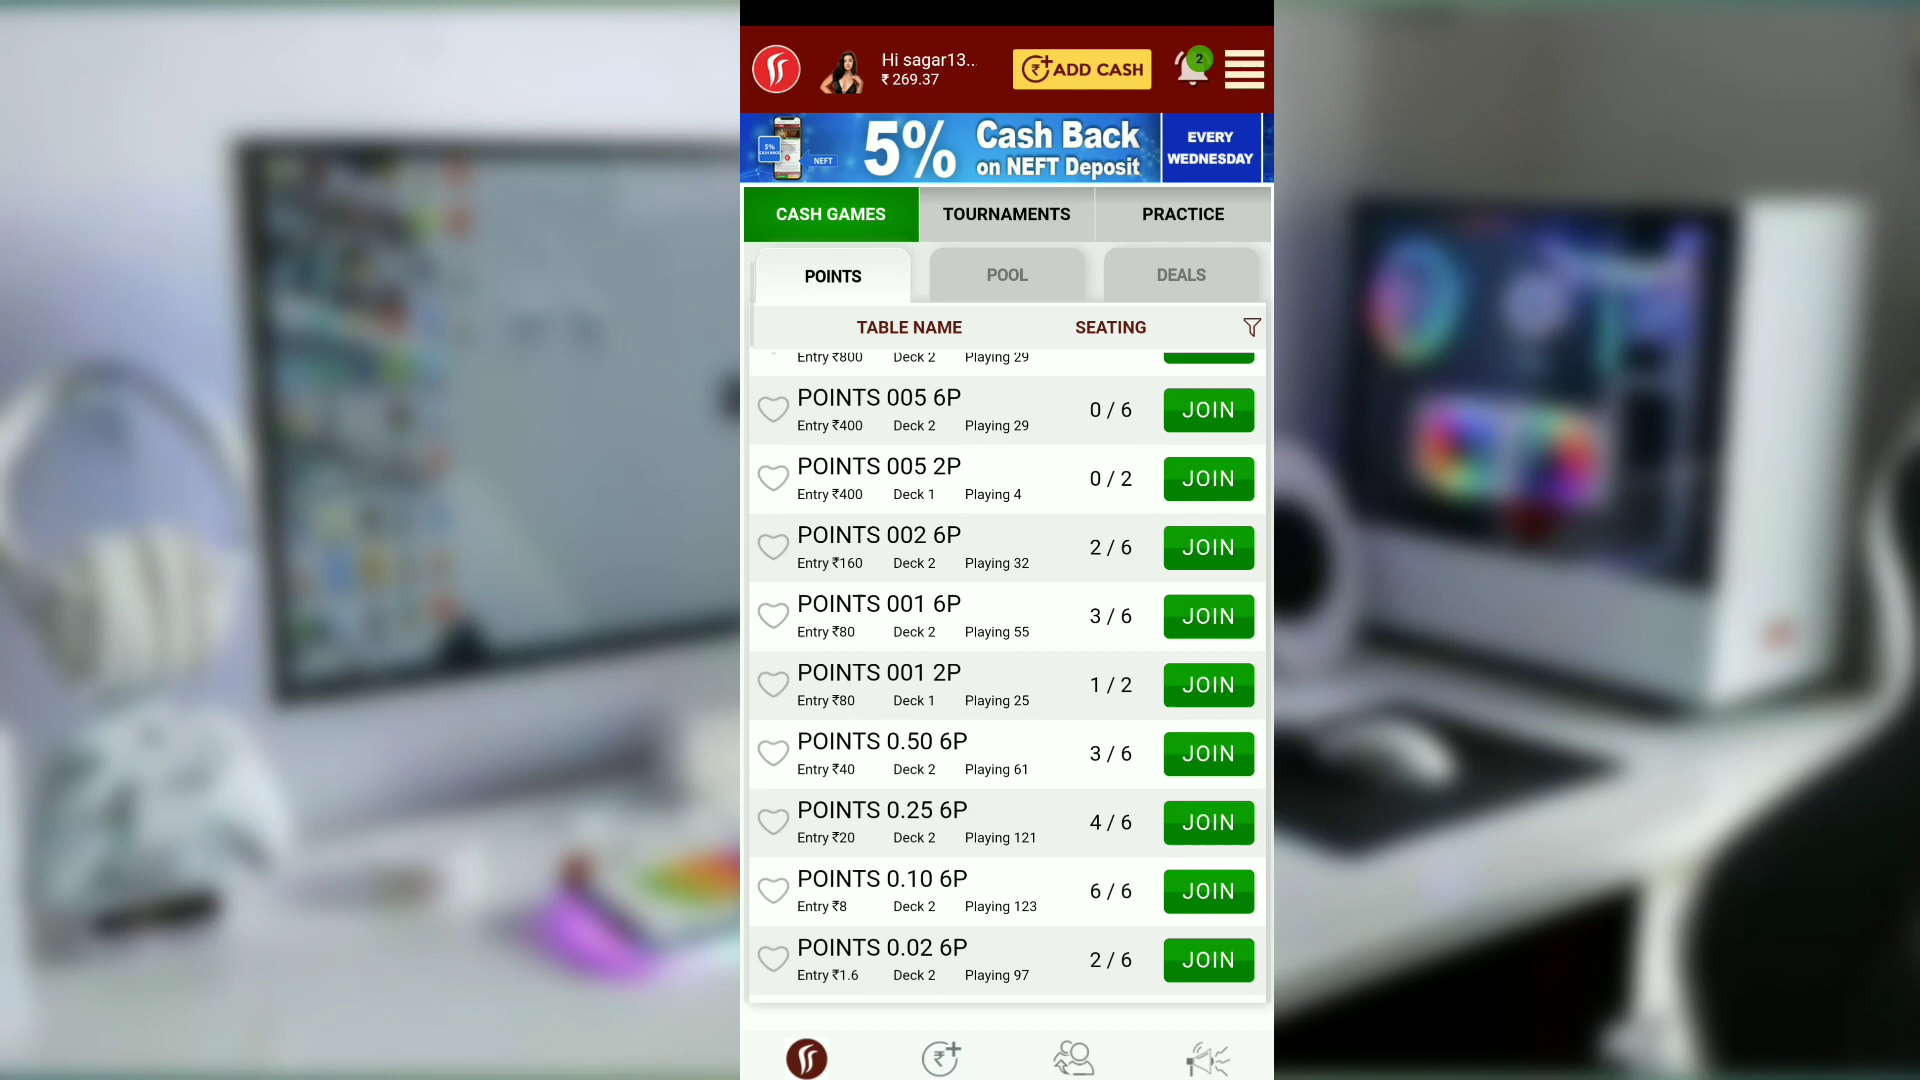 Hi sagar13..
₹ 269.37
ADD CASH
2
5% CASH BACK
NEFT
5% Cash Back
on NEFT Deposit
EVERY
WEDNESDAY
CASH GAMES TOURNAMENTS PRACTICE
POINTS POOL DEALS
TABLE NAME SEATING
Entry ₹800 Deck 2 Playing 29
POINTS 005 6P 0 / 6 JOIN
Entry ₹400 Deck 2 Playing 29
POINTS 005 2P 0 / 2 JOIN
Entry ₹400 Deck 1 Playing 4
POINTS 002 6P 2 / 6 JOIN
Entry ₹160 Deck 2 Playing 32
POINTS 001 6P 3 / 6 JOIN
Entry ₹80 Deck 2 Playing 55
POINTS 001 2P 1 / 2 JOIN
Entry ₹80 Deck 1 Playing 25
POINTS 0.50 6P 3 / 6 JOIN
Entry ₹40 Deck 2 Playing 61
POINTS 0.25 6P 4 / 6 JOIN
Entry ₹20 Deck 2 Playing 121
POINTS 0.10 6P 6 / 6 JOIN
Entry ₹8 Deck 2 Playing 123
POINTS 0.02 6P 2 / 6 JOIN
Entry ₹1.6 Deck 2 Playing 97